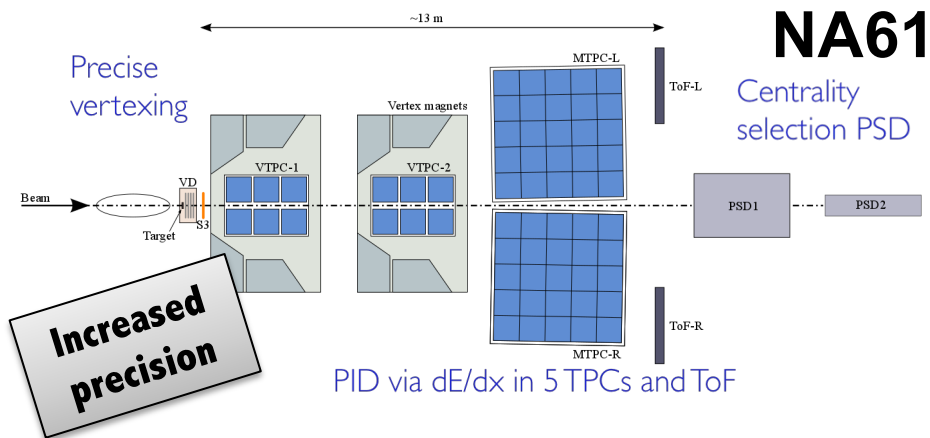 ~13 m
NA61
Precise
vertexing
MTPC-L
ToF-L
Centrality
selection PSD
Vertex magnets
VTPC-1
VTPC-2
VD
Beam
Target
S3
PSD1
PSD2
Increased
precision
ToF-R
MTPC-R
PID via dE/dx in 5 TPCs and ToF